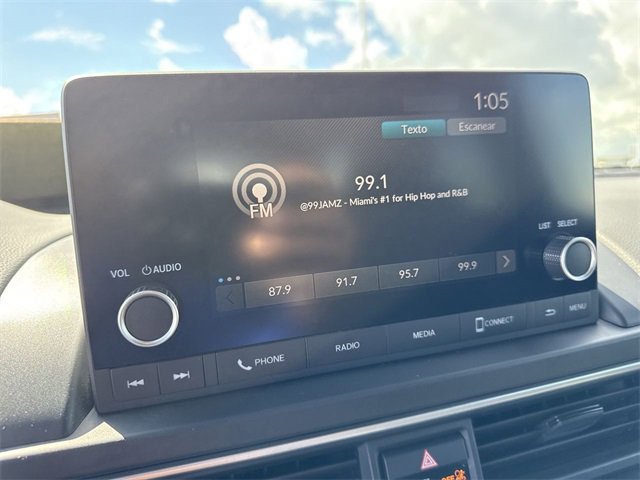 1:05
Texto Escanear
99.1
FM
@99JAMZ - Miami's #1 for Hip Hop and R&B
LIST SELECT
VOL AUDIO
87.9 91.7 95.7 99.9
PHONE RADIO MEDIA CONNECT MENU
OFF